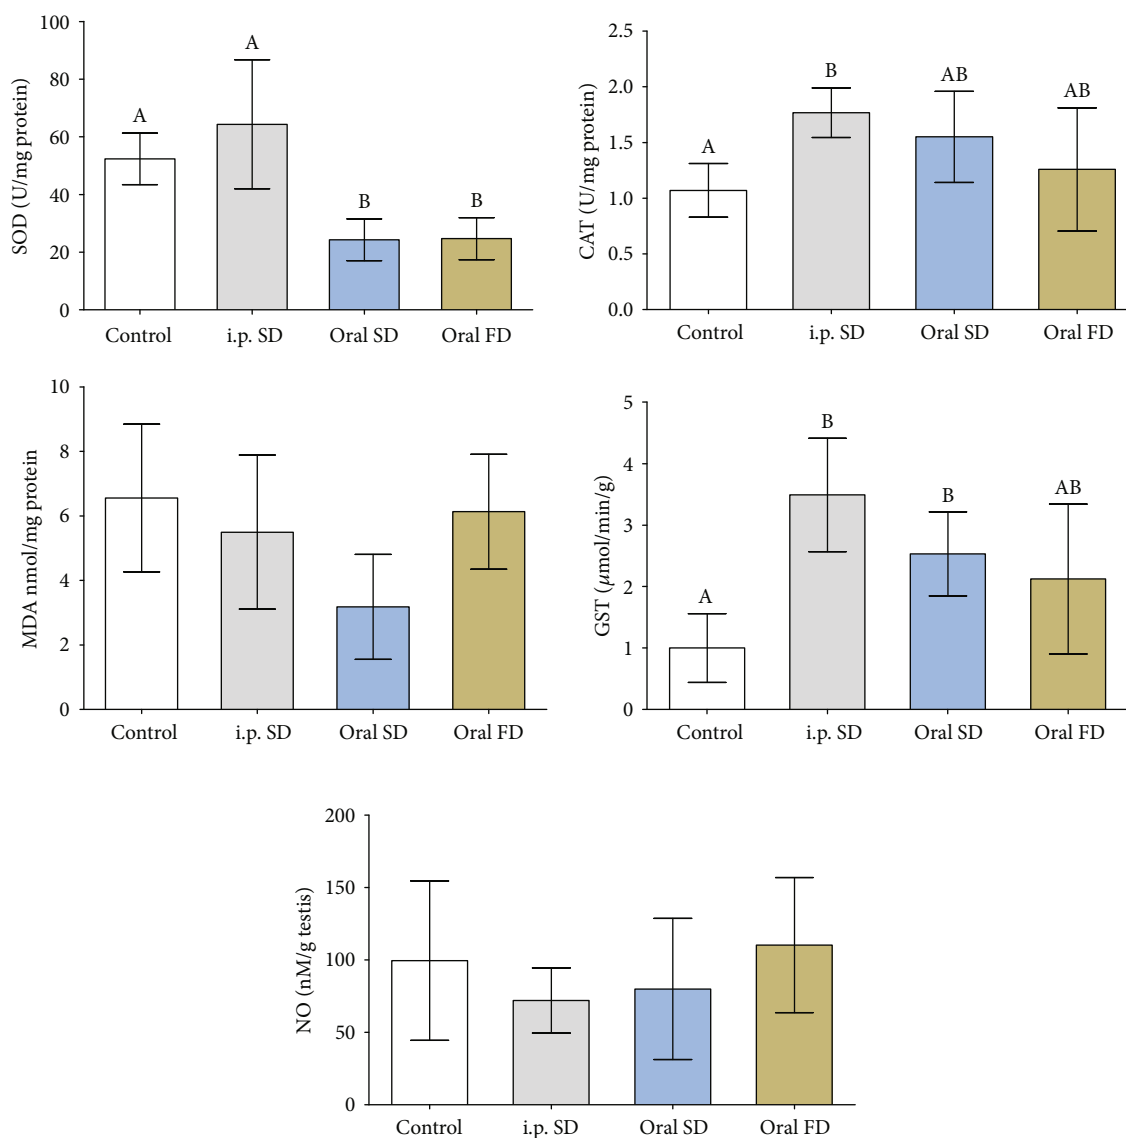 SOD (U/mg protein)
100
80
60
40
20
0
A
A
B
B
Control
i.p. SD
Oral SD
Oral FD
CAT (U/mg protein)
2.5
2.0
1.5
1.0
0.5
0.0
A
B
AB
AB
Control
i.p. SD
Oral SD
Oral FD
MDA nmol/mg protein
10
8
6
4
2
0
Control
i.p. SD
Oral SD
Oral FD
GST (μmol/min/g)
5
4
3
2
1
0
A
B
B
AB
Control
i.p. SD
Oral SD
Oral FD
NO (nM/g testis)
200
150
100
50
0
Control
i.p. SD
Oral SD
Oral FD